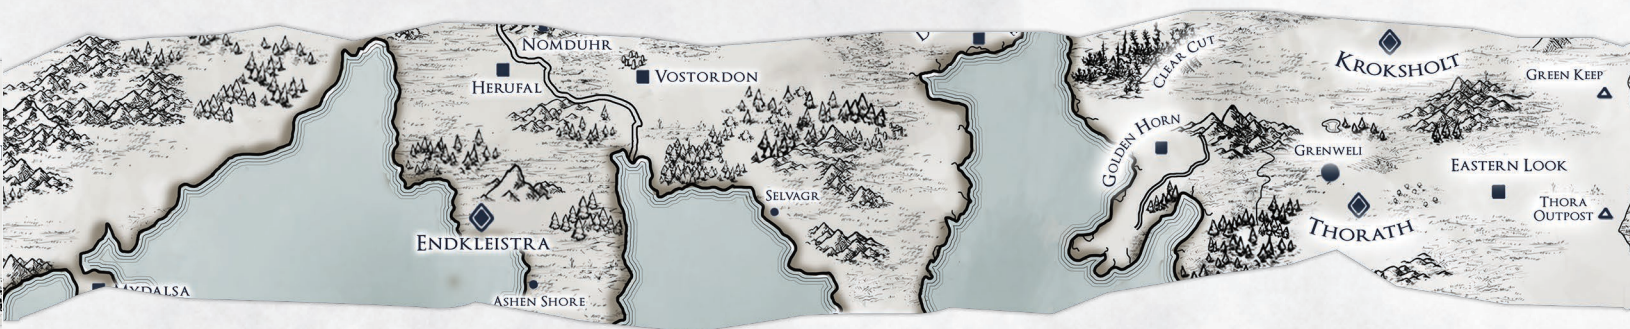 Nomduhr
Herufal
Vostordon
Clear Cut
Kroksholt
Green Keep
Golden Horn
Grenweli
Eastern Look
Selvagr
Thora
Outpost
Thorath
Endkleistra
Mydalsa
Ashen Shore